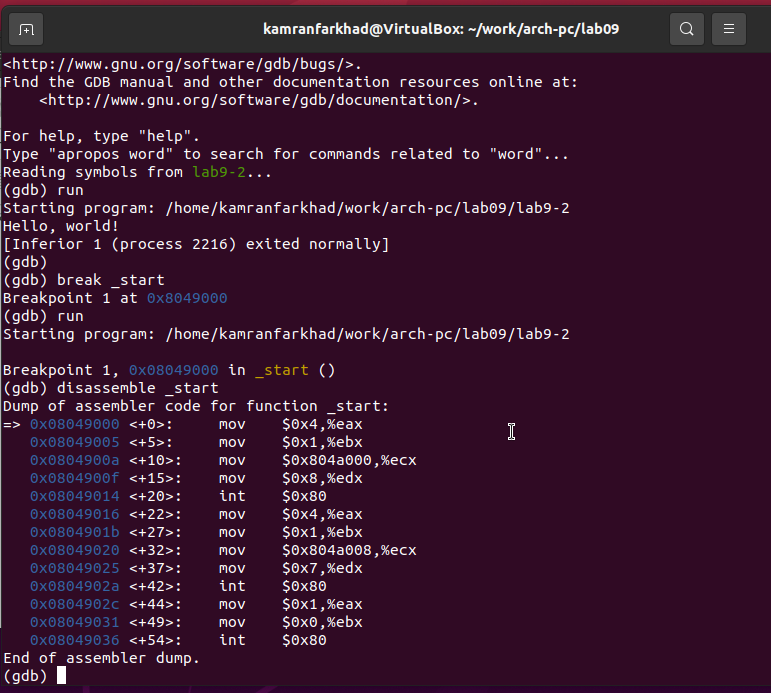 kamranfarkhad@VirtualBox: ~/work/arch-pc/lab09
<http://www.gnu.org/software/gdb/bugs/>.
Find the GDB manual and other documentation resources online at:
    <http://www.gnu.org/software/gdb/documentation/>.

For help, type "help".
Type "apropos word" to search for commands related to "word"...
Reading symbols from lab9-2...
(gdb) run
Starting program: /home/kamranfarkhad/work/arch-pc/lab09/lab9-2
Hello, world!
[Inferior 1 (process 2216) exited normally]
(gdb)
(gdb) break _start
Breakpoint 1 at 0x8049000
(gdb) run
Starting program: /home/kamranfarkhad/work/arch-pc/lab09/lab9-2

Breakpoint 1, 0x08049000 in _start ()
(gdb) disassemble _start
Dump of assembler code for function _start:
=> 0x08049000 <+0>:     mov    $0x4,%eax
   0x08049005 <+5>:     mov    $0x1,%ebx
   0x0804900a <+10>:    mov    $0x804a000,%ecx
   0x0804900f <+15>:    mov    $0x8,%edx
   0x08049014 <+20>:    int    $0x80
   0x08049016 <+22>:    mov    $0x4,%eax
   0x0804901b <+27>:    mov    $0x1,%ebx
   0x08049020 <+32>:    mov    $0x804a008,%ecx
   0x08049025 <+37>:    mov    $0x7,%edx
   0x0804902a <+42>:    int    $0x80
   0x0804902c <+44>:    mov    $0x1,%eax
   0x08049031 <+49>:    mov    $0x0,%ebx
   0x08049036 <+54>:    int    $0x80
End of assembler dump.
(gdb)